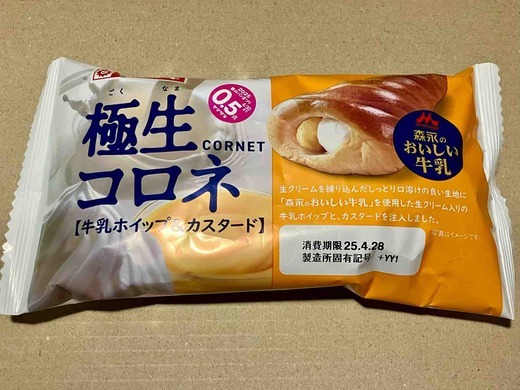 ごく なま
極生
CORNET
コロネ
【牛乳ホイップ&カスタード】
0.5
点
森永の
おいしい
牛乳
生クリームを練り込んだしっとり口溶けの良い生地に
「森永のおいしい牛乳」を使用した生クリーム入りの
牛乳ホイップと、カスタードを注入しました。
(写真はイメージです)
消費期限 25.4.28
製造所固有記号 +YY1